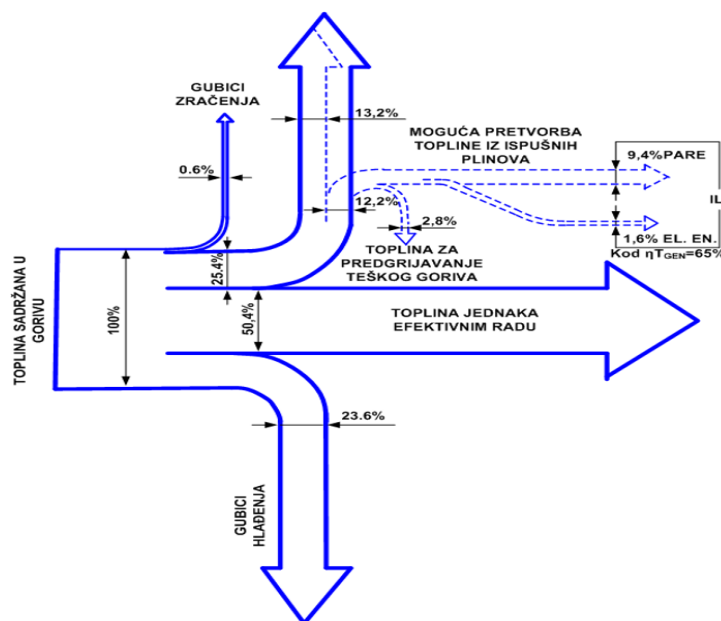 GUBICI
ZRAČENJA
13,2%
MOGUĆA PRETVORBA
TOPLINE IZ ISPUŠNIH
PLINOVA
9,4%PARE
0.6%
IL
12,2%
2,8%
1,6% EL. EN.
Kod ηTGEN=65%
TOPLINA ZA
PREDGRIJAVANJE
TEŠKOG GORIVA
25.4%
TOPLINA SADRŽANA U
GORIVU
100%
50,4%
TOPLINA JEDNAKA
EFEKTIVNIM RADU
23.6%
GUBICI
HLAĐENJA